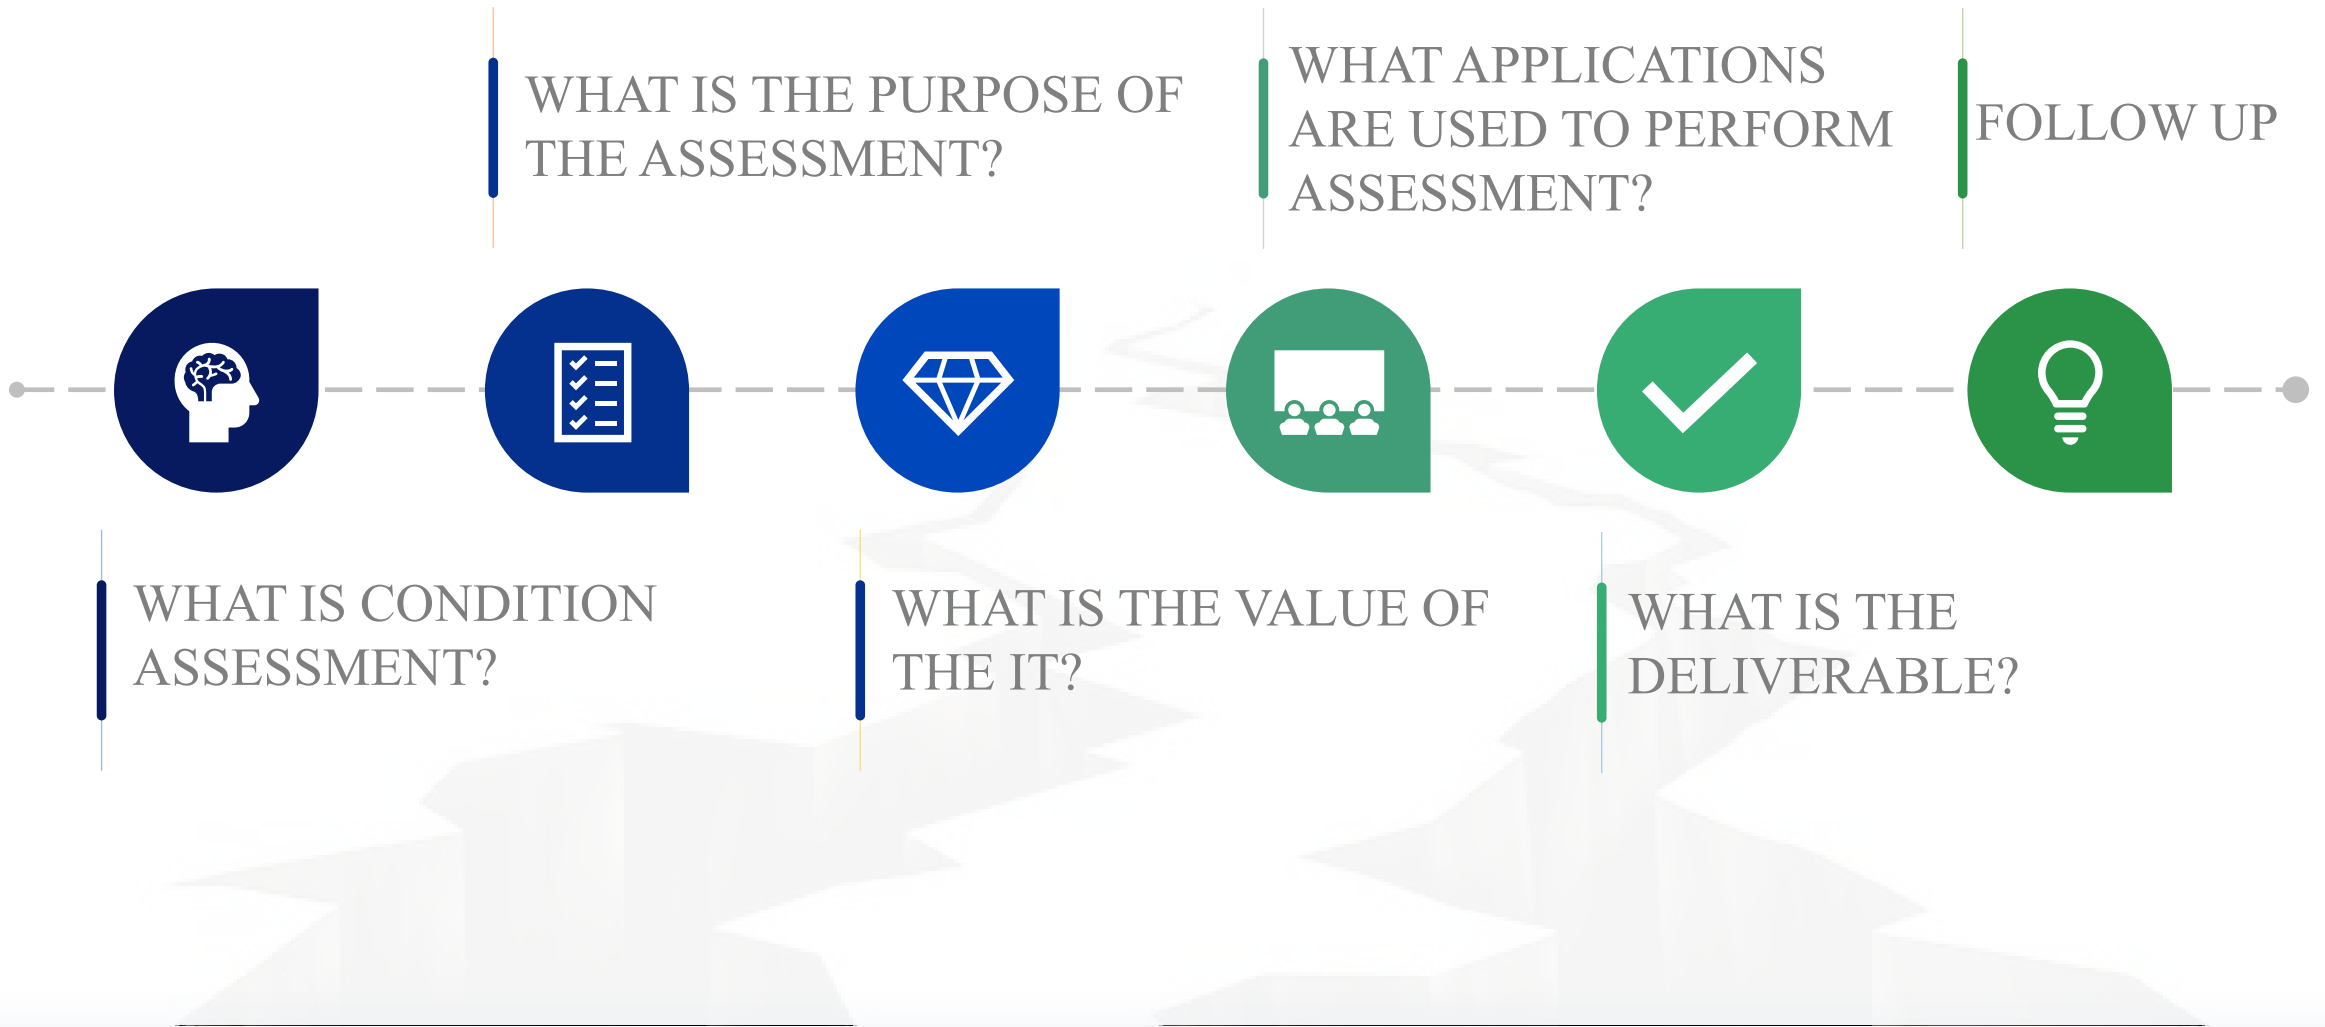 WHAT IS THE PURPOSE OF
THE ASSESSMENT?
WHAT APPLICATIONS
ARE USED TO PERFORM
ASSESSMENT?
FOLLOW UP
WHAT IS CONDITION
ASSESSMENT?
WHAT IS THE VALUE OF
THE IT?
WHAT IS THE
DELIVERABLE?